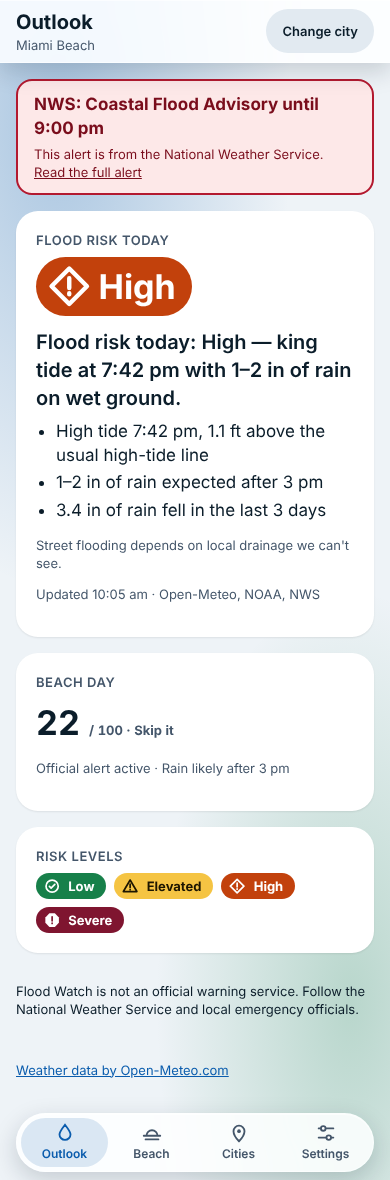 Outlook
Miami Beach
Change city
NWS: Coastal Flood Advisory until
9:00 pm
This alert is from the National Weather Service.
Read the full alert
FLOOD RISK TODAY
High
Flood risk today: High — king
tide at 7:42 pm with 1–2 in of rain
on wet ground.
• High tide 7:42 pm, 1.1 ft above the
usual high-tide line
• 1–2 in of rain expected after 3 pm
• 3.4 in of rain fell in the last 3 days
Street flooding depends on local drainage we can't
see.
Updated 10:05 am · Open-Meteo, NOAA, NWS
BEACH DAY
22 / 100 · Skip it
Official alert active · Rain likely after 3 pm
RISK LEVELS
Low Elevated High
Severe
Flood Watch is not an official warning service. Follow the
National Weather Service and local emergency officials.
Weather data by Open-Meteo.com
Outlook Beach Cities Settings